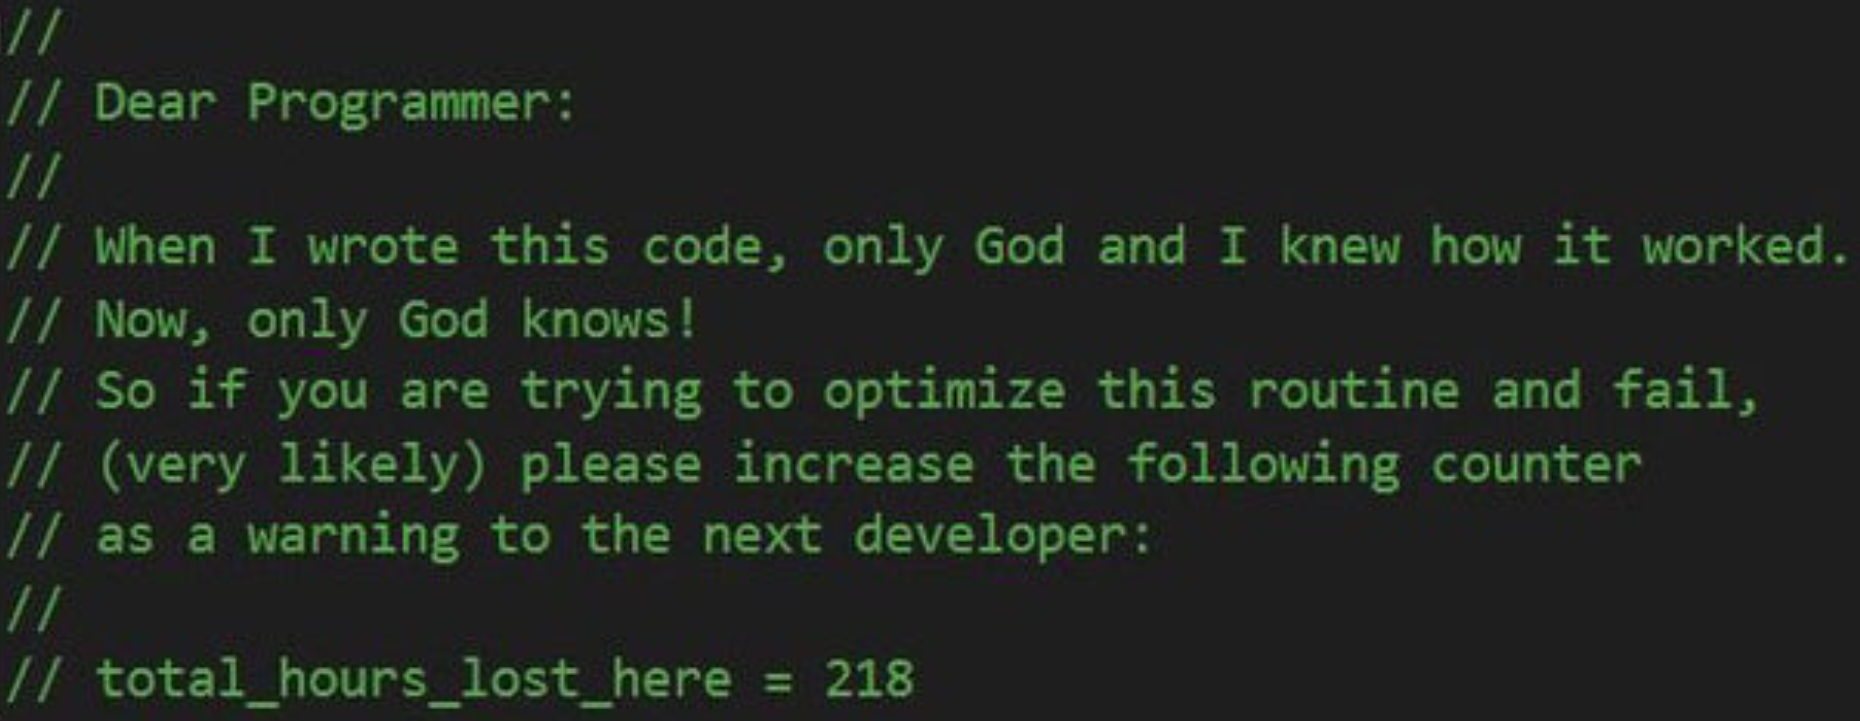 //
// Dear Programmer:
//
// When I wrote this code, only God and I knew how it worked.
// Now, only God knows!
// So if you are trying to optimize this routine and fail,
// (very likely) please increase the following counter
// as a warning to the next developer:
//
// total_hours_lost_here = 218